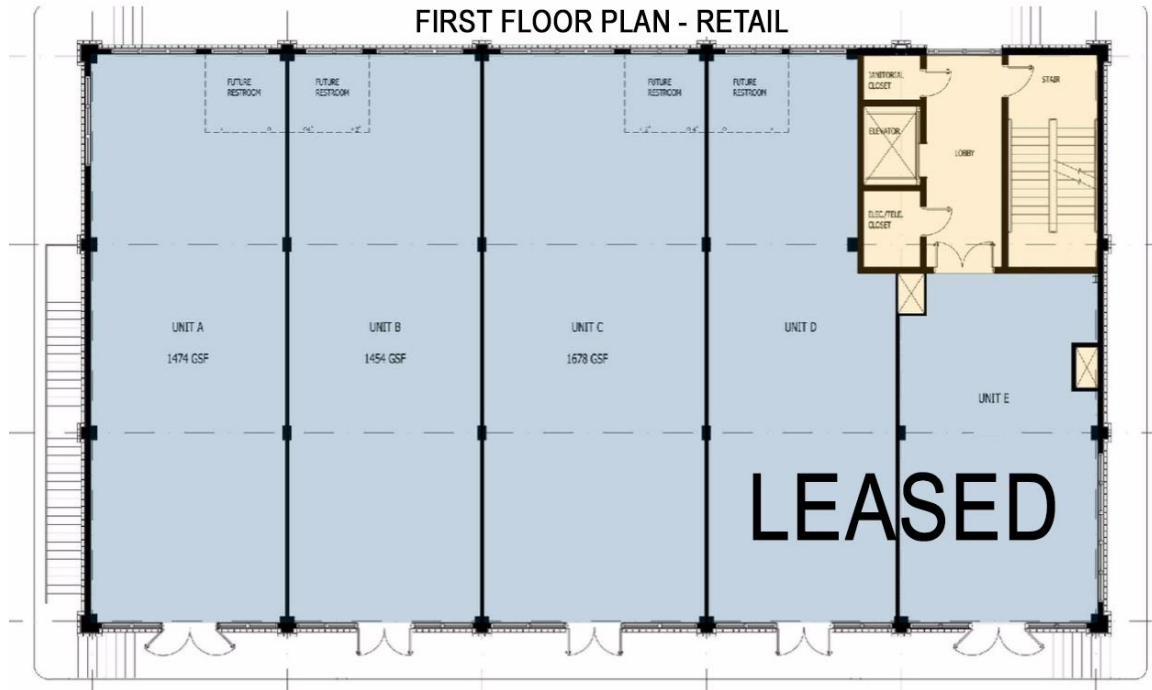 FIRST FLOOR PLAN - RETAIL
FUTURE
RESTROOM
FUTURE
RESTROOM
FUTURE
RESTROOM
FUTURE
RESTROOM
JANITORIAL
CLOSET
STAIR
ELEVATOR
LOBBY
ELEC./TELE.
CLOSET
UNIT A
1474 GSF
UNIT B
1454 GSF
UNIT C
1678 GSF
UNIT D
UNIT E
LEASED